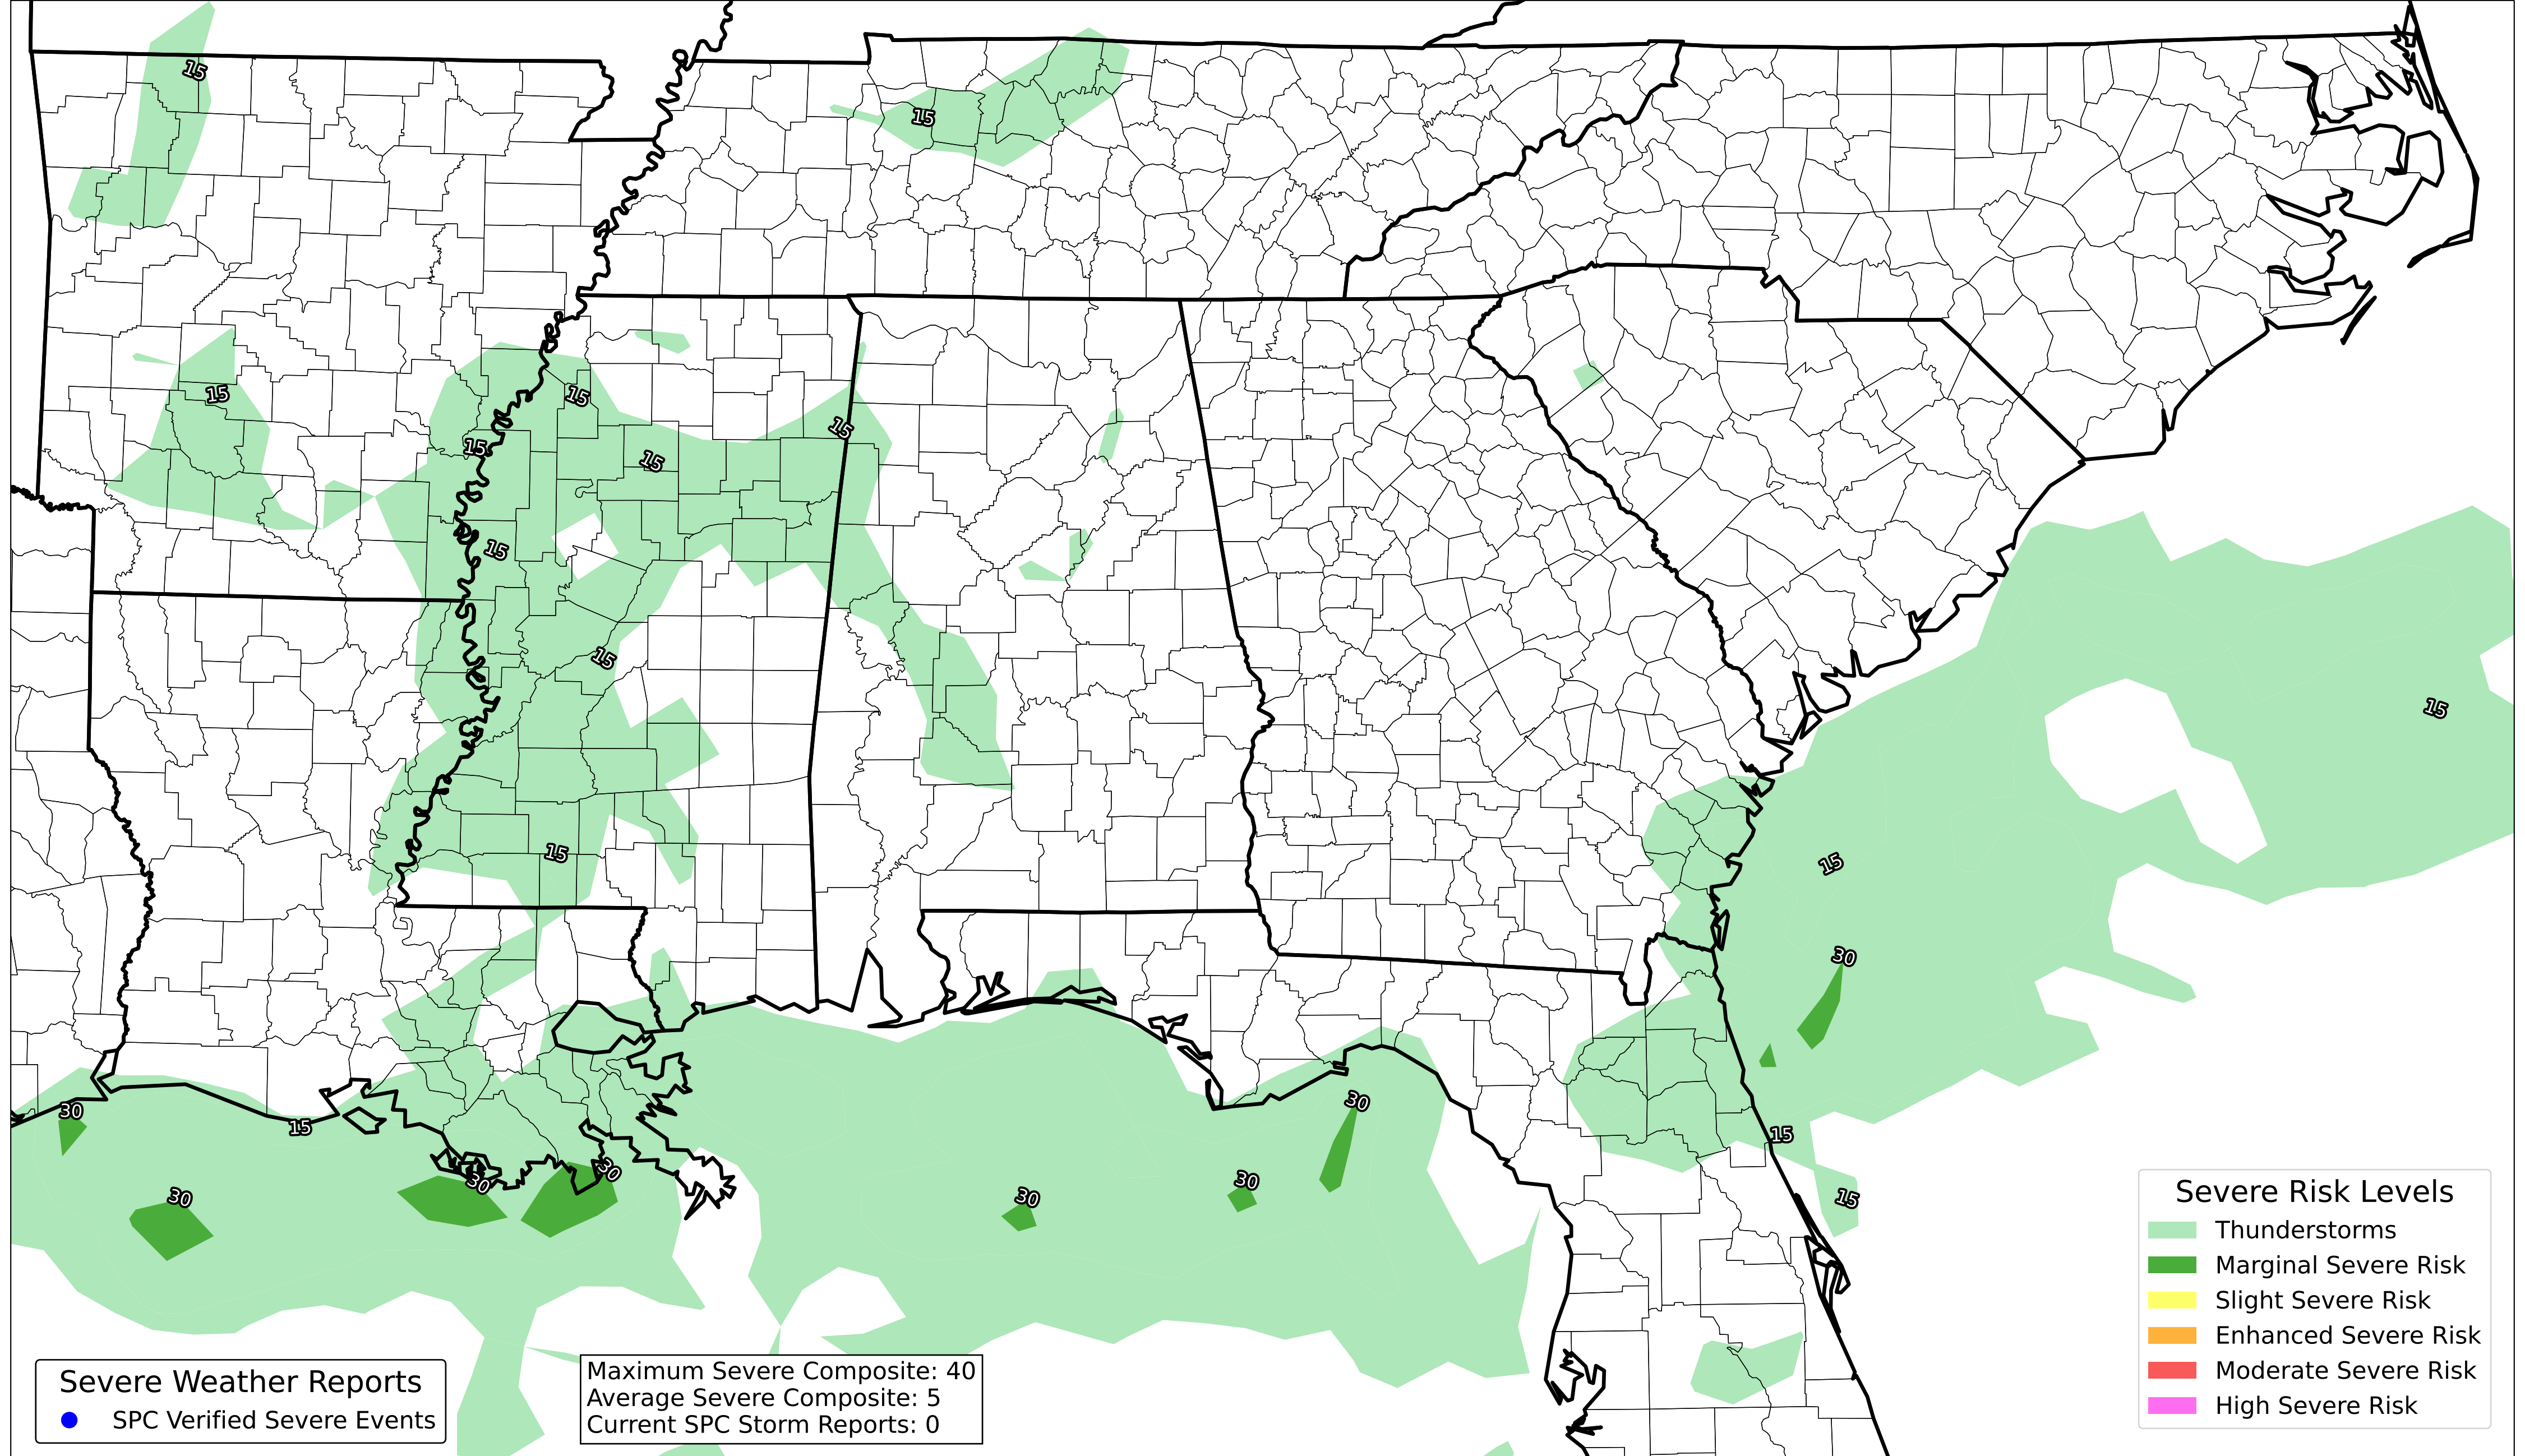 15
15
15
15
15
15
15
15
15
15
15
15
30
15
30
30
15
15
30
30
30
30
30
15
Severe Risk Levels
Thunderstorms
Marginal Severe Risk
Slight Severe Risk
Enhanced Severe Risk
Moderate Severe Risk
High Severe Risk
Severe Weather Reports
SPC Verified Severe Events
Maximum Severe Composite: 40
Average Severe Composite: 5
Current SPC Storm Reports: 0